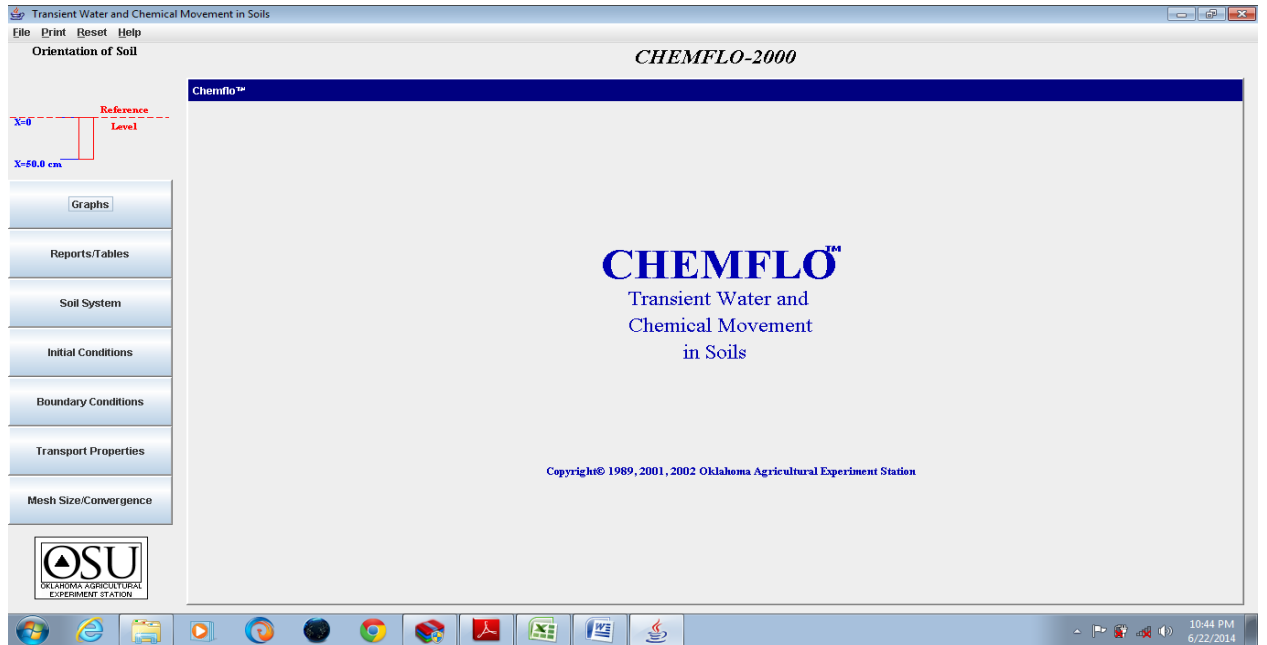 Transient Water and Chemical Movement in Soils
File Print Reset Help
Orientation of Soil
CHEMFLO-2000
Chemflo™
Reference
X=0
Level
X=50.0 cm
Graphs
Reports/Tables
Soil System
Initial Conditions
Boundary Conditions
Transport Properties
Mesh Size/Convergence
CHEMFLO™
Transient Water and
Chemical Movement
in Soils
Copyright© 1989, 2001, 2002 Oklahoma Agricultural Experiment Station
OSU
OKLAHOMA AGRICULTURAL
EXPERIMENT STATION
10:44 PM
6/22/2014